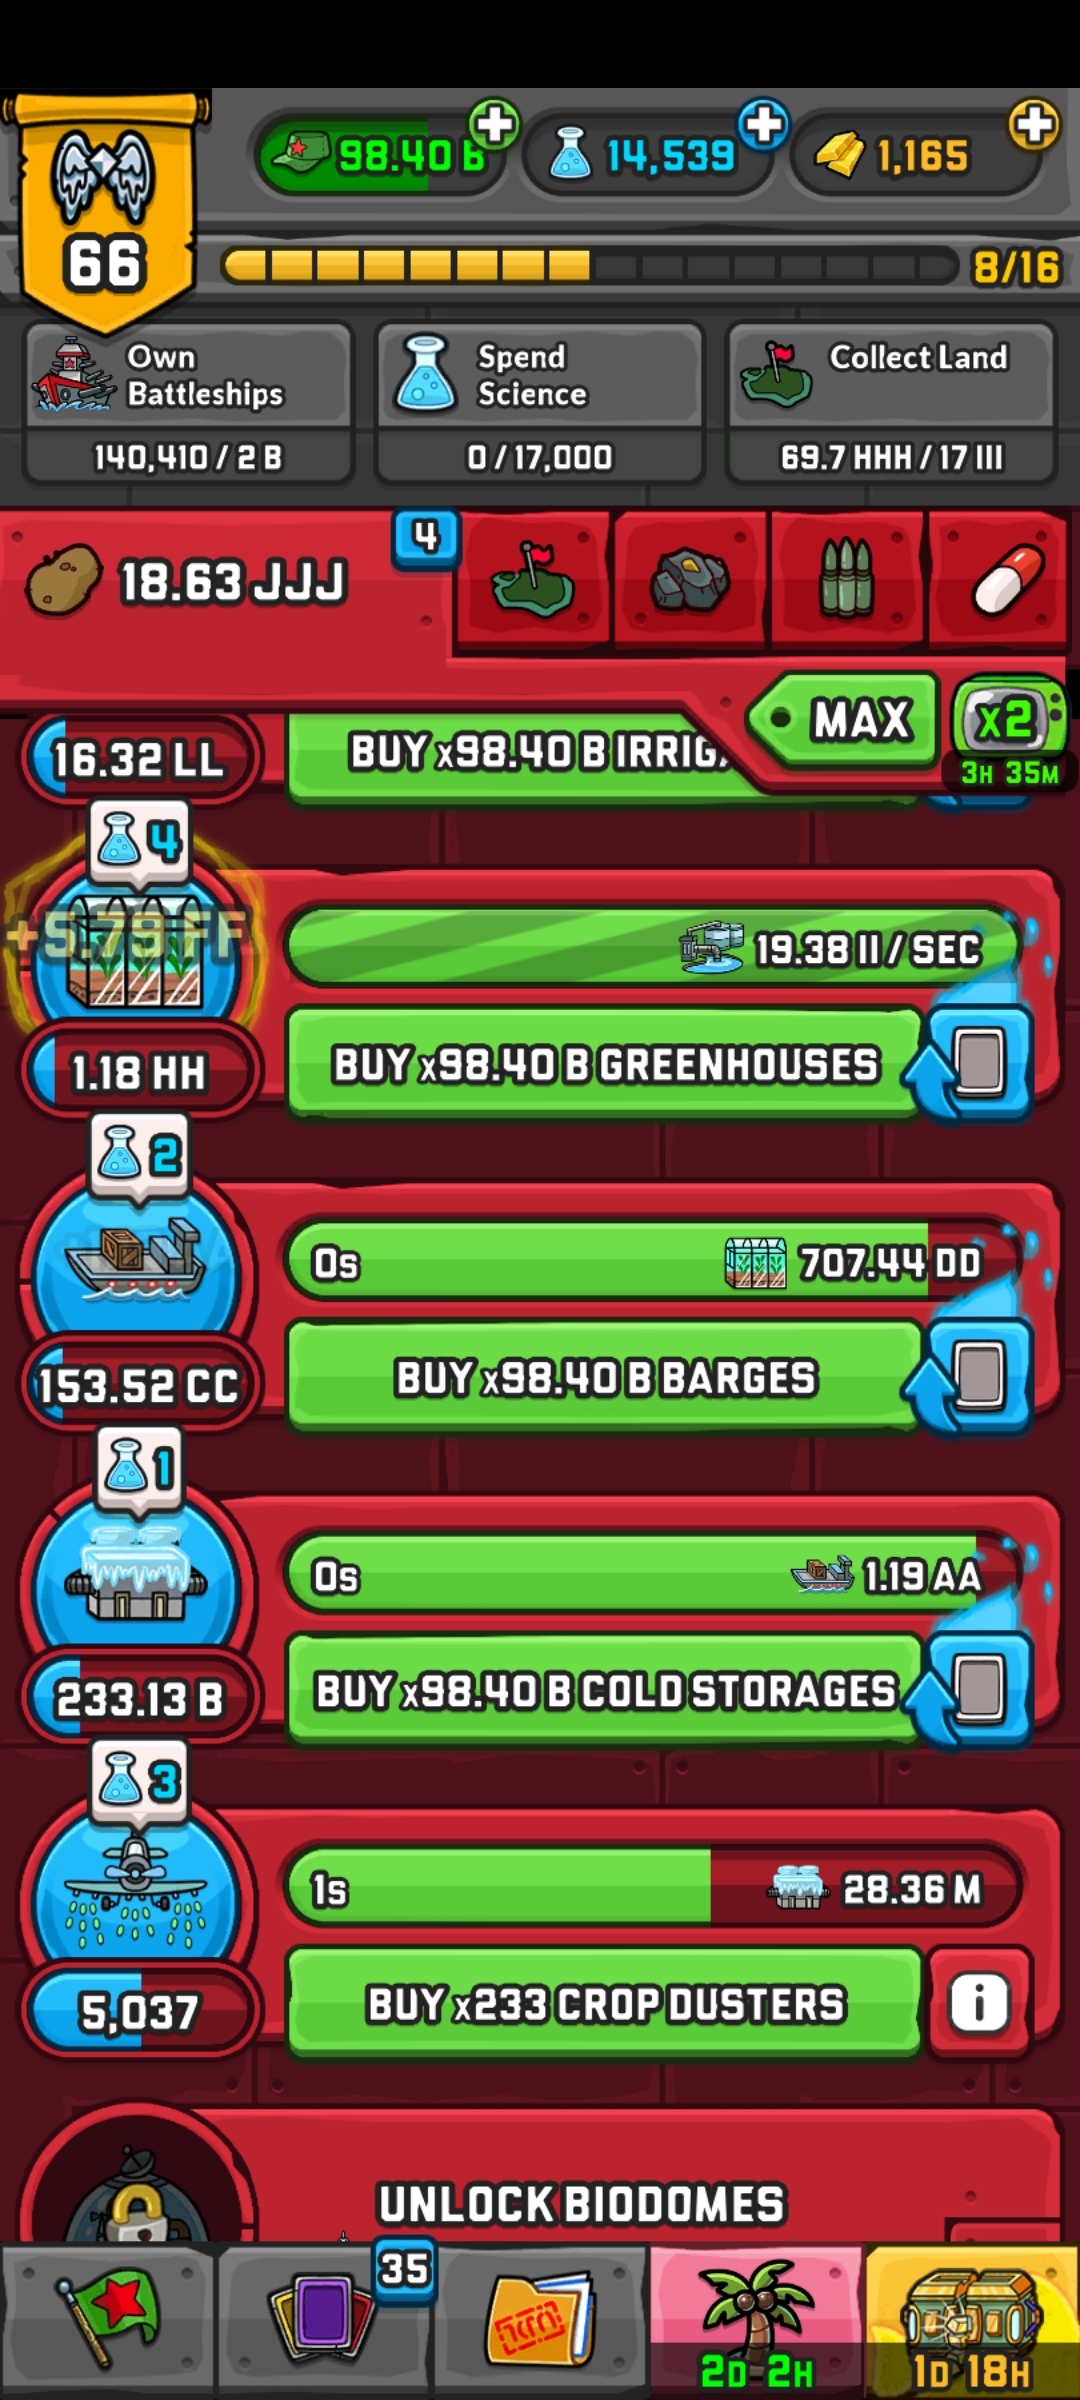 98.40 B
14,539
1,165
66
8/16
Own
Battleships
140,410 / 2 B
Spend
Science
0 / 17,000
Collect Land
69.7 HHH / 17 III
18.63 JJJ
4
MAX
x2
3H 35M
16.32 LL
BUY x98.40 B IRRIG
4
+5.79 FF
19.38 II / SEC
1.18 HH
BUY x98.40 B GREENHOUSES
2
0s
707.44 DD
153.52 CC
BUY x98.40 B BARGES
1
0s
1.19 AA
233.13 B
BUY x98.40 B COLD STORAGES
3
1s
28.36 M
5,037
BUY x233 CROP DUSTERS
i
UNLOCK BIODOMES
35
2D 2H
1D 18H